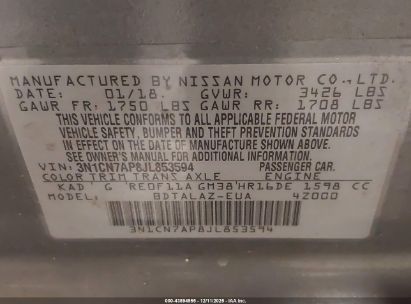 MANUFACTURED BY NISSAN MOTOR CO., LTD.
DATE: 01/18. GVWR: 3426 LBS
GAWR FR: 1750 LBS GAWR RR: 1708 LBS
THIS VEHICLE CONFORMS TO ALL APPLICABLE FEDERAL MOTOR
VEHICLE SAFETY, BUMPER AND THEFT PREVENTION STANDARDS
IN EFFECT ON THE DATE OF MANUFACTURE SHOWN ABOVE.
SEE OWNER'S MANUAL FOR ADDITIONAL INFORMATION.
VIN: 3N1CN7AP8JL853594 PASSENGER CAR.
COLOR TRIM TRANS AXLE ENGINE
KAD G RE0F11A GM38 HR16DE 1598 CC
MODEL: BDTALAZ-EUA 4Z000
3N1CN7AP8JL853594